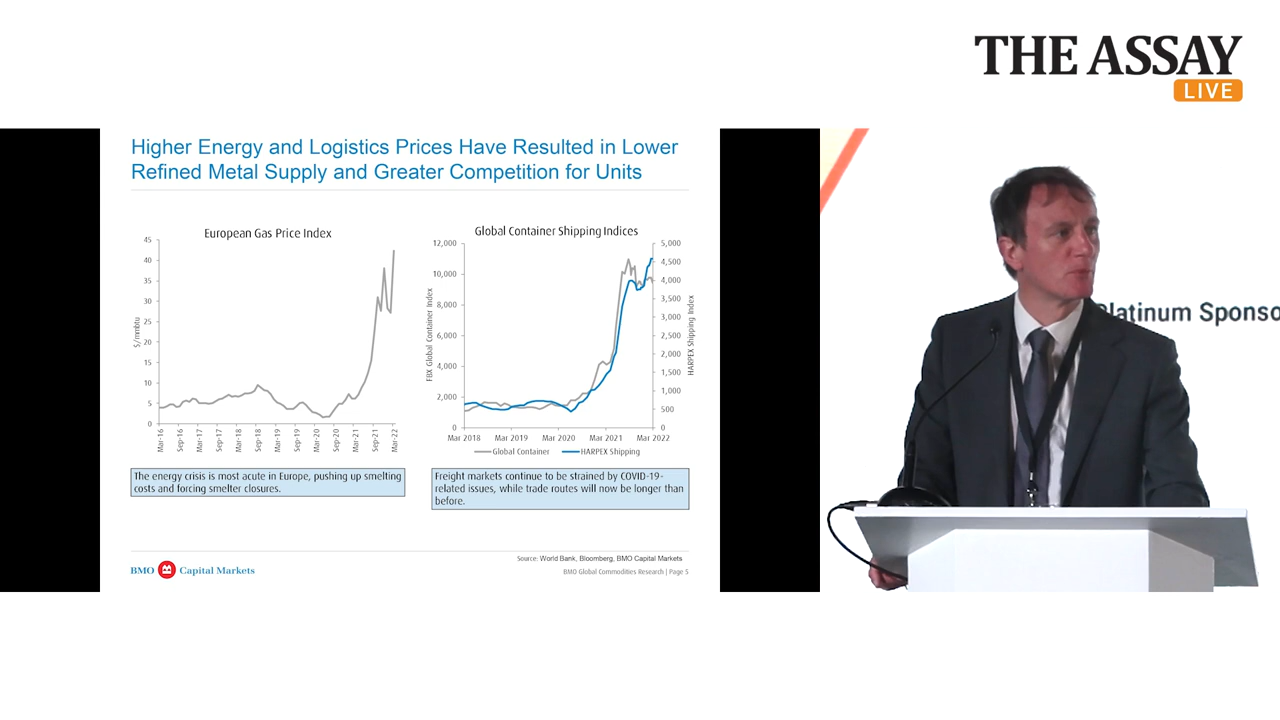 THE ASSAY
LIVE
Higher Energy and Logistics Prices Have Resulted in Lower
Refined Metal Supply and Greater Competition for Units
European Gas Price Index
45
40
35
30
25
20
15
10
5
0
$/mmbtu
Mar-16
Sep-16
Mar-17
Sep-17
Mar-18
Sep-18
Mar-19
Sep-19
Mar-20
Sep-20
Mar-21
Sep-21
Mar-22
The energy crisis is most acute in Europe, pushing up smelting
costs and forcing smelter closures.
Global Container Shipping Indices
12,000
10,000
8,000
6,000
4,000
2,000
0
FBX Global Container Index
5,000
4,500
4,000
3,500
3,000
2,500
2,000
1,500
1,000
500
0
HARPEX Shipping Index
Mar 2018
Mar 2019
Mar 2020
Mar 2021
Mar 2022
Global Container
HARPEX Shipping
Freight markets continue to be strained by COVID-19-
related issues, while trade routes will now be longer than
before.
Source: World Bank, Bloomberg, BMO Capital Markets
BMO Capital Markets
BMO Global Commodities Research | Page 5
Platinum Sponso